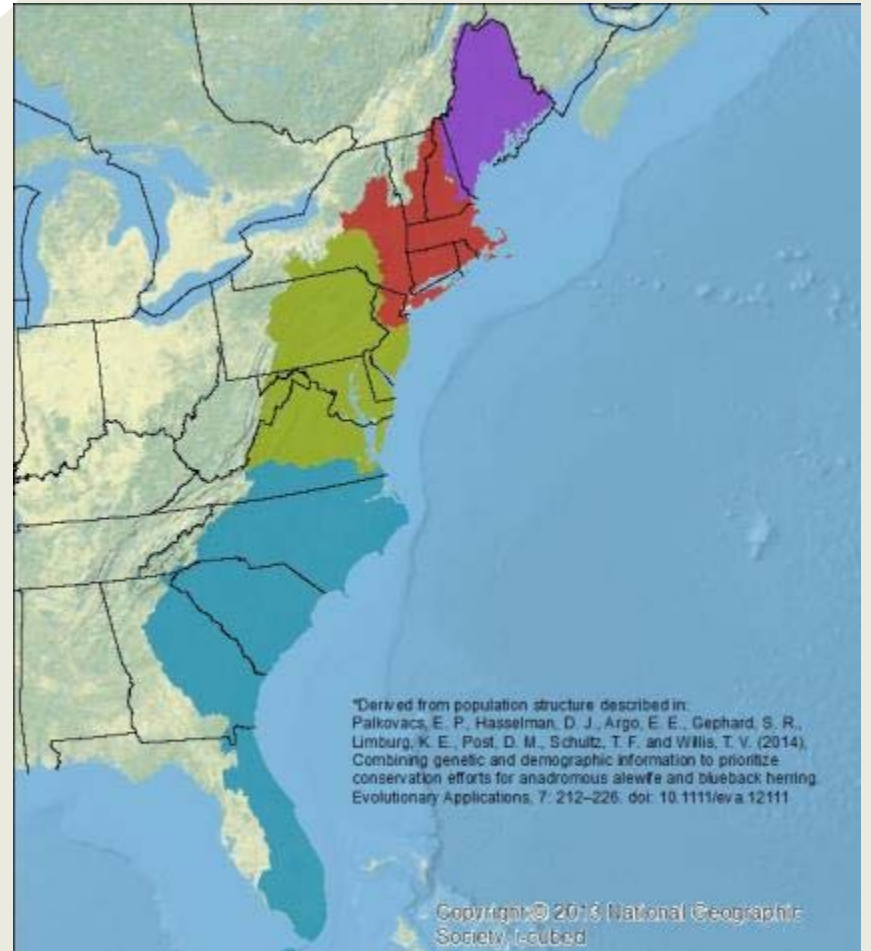 *Derived from population structure described in:
Palkovacs, E. P., Hasselman, D. J., Argo, E. E., Gephard, S. R.,
Limburg, K. E., Post, D. M., Schultz, T. F. and Willis, T. V. (2014),
Combining genetic and demographic information to prioritize
conservation efforts for anadromous alewife and blueback herring.
Evolutionary Applications, 7: 212–226. doi: 10.1111/eva.12111
Copyright:© 2013 National Geographic
Society, i-cubed